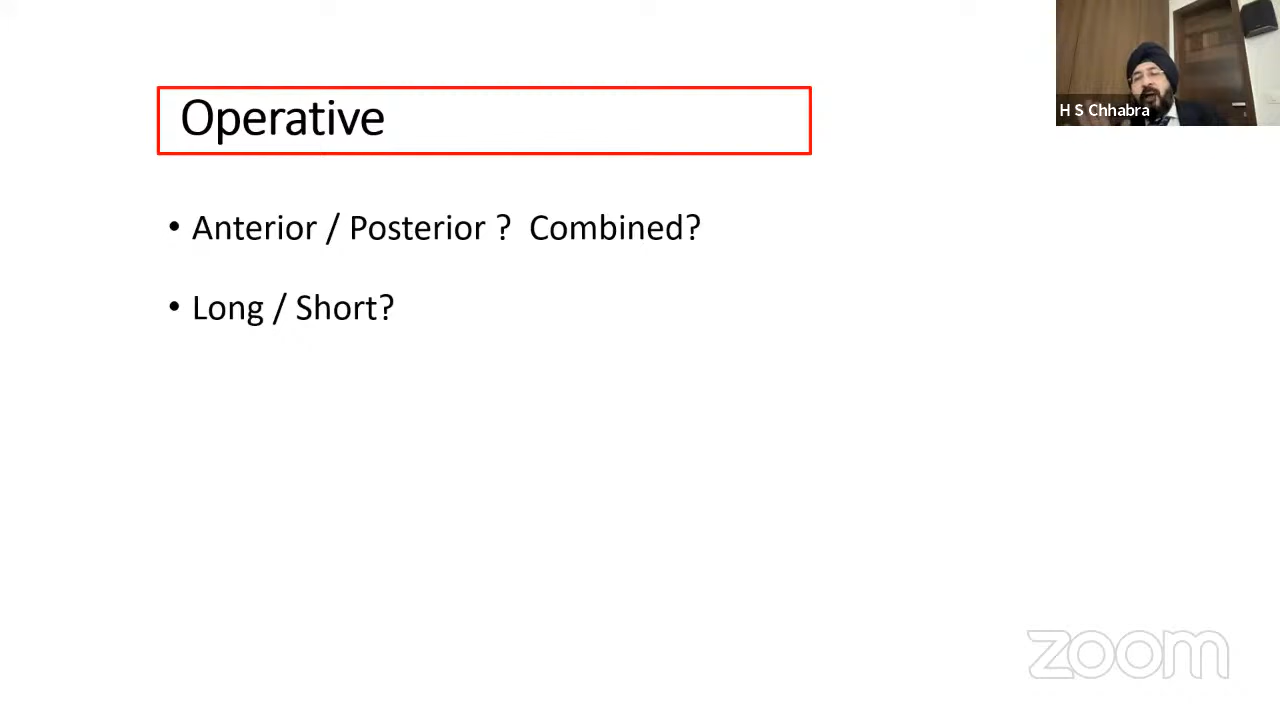 Operative
• Anterior / Posterior ? Combined?
• Long / Short?
H S Chhabra
zoom